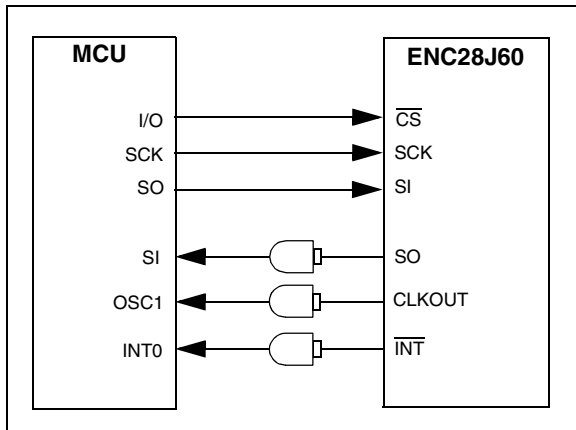 MCU
ENC28J60
I/O
CS
SCK
SCK
SO
SI
SI
SO
OSC1
CLKOUT
INT0
INT